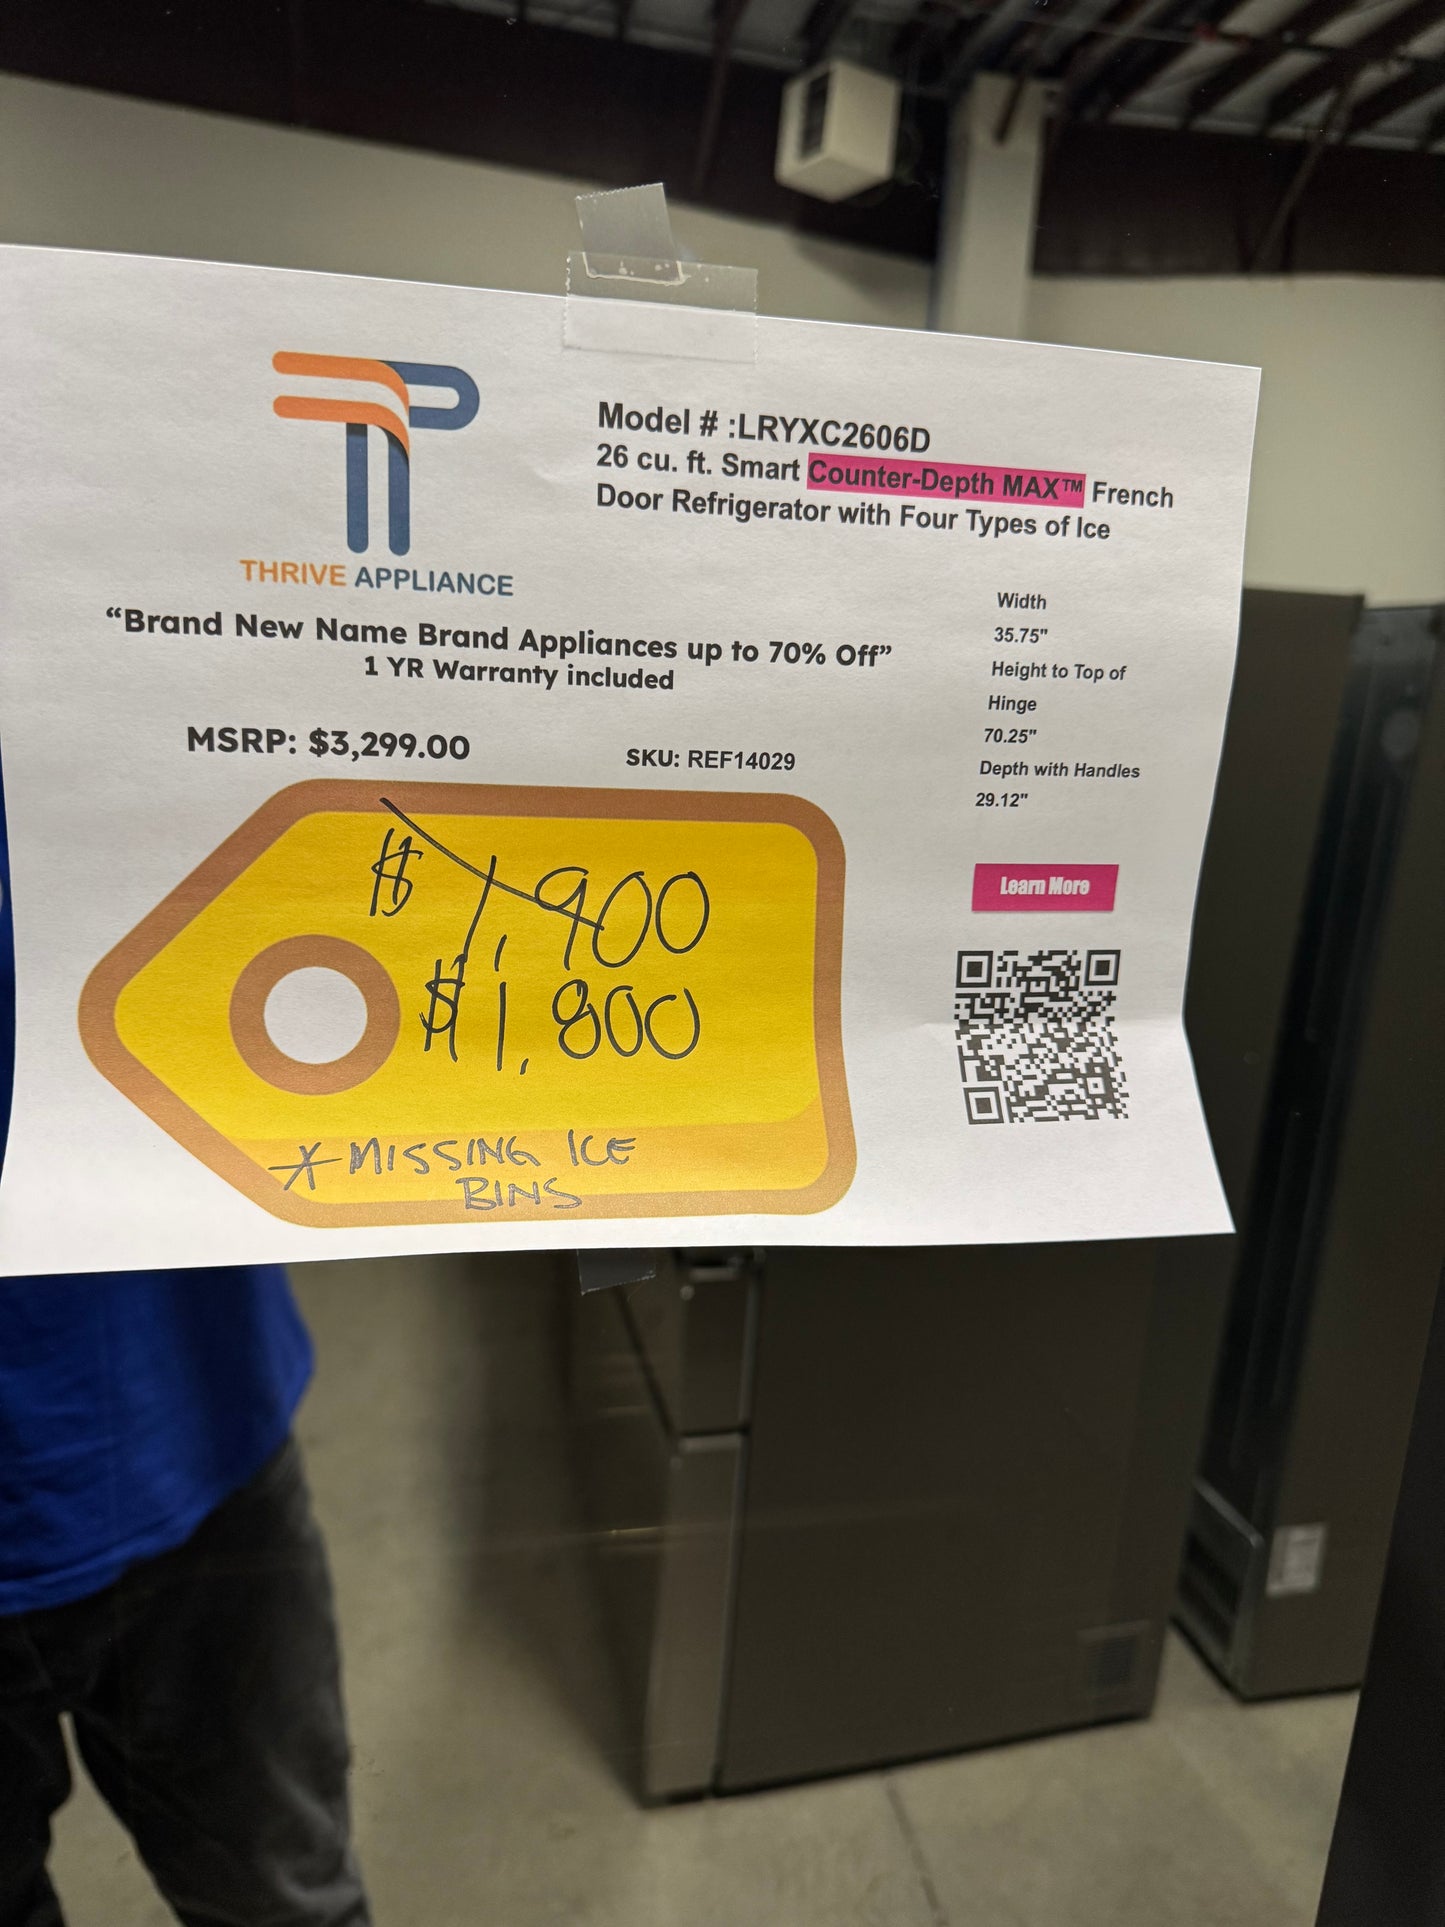 THRIVE APPLIANCE
Model # :LRYXC2606D
26 cu. ft. Smart Counter-Depth MAX™ French
Door Refrigerator with Four Types of Ice
“Brand New Name Brand Appliances up to 70% Off”
1 YR Warranty included
MSRP: $3,299.00
SKU: REF14029
Width
35.75"
Height to Top of
Hinge
70.25"
Depth with Handles
29.12"
Learn More
$1,900
$1,800
* MISSING ICE
BINS